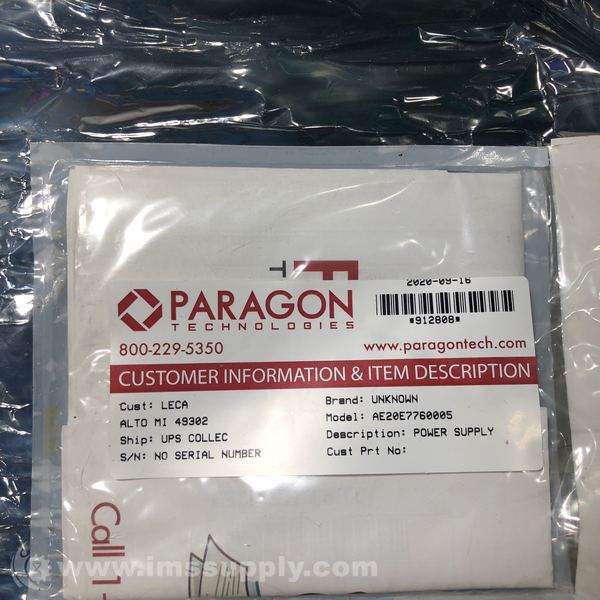 2020-09-16
PARAGON
TECHNOLOGIES
*912808*
800-229-5350
www.paragontech.com
CUSTOMER INFORMATION & ITEM DESCRIPTION
Cust: LECA
Brand: UNKNOWN
ALTO MI 49302
Model: AE20E7760005
Ship: UPS COLLEC
Description: POWER SUPPLY
S/N: NO SERIAL NUMBER
Cust Prt No:
Call 1-
www.imssupply.com